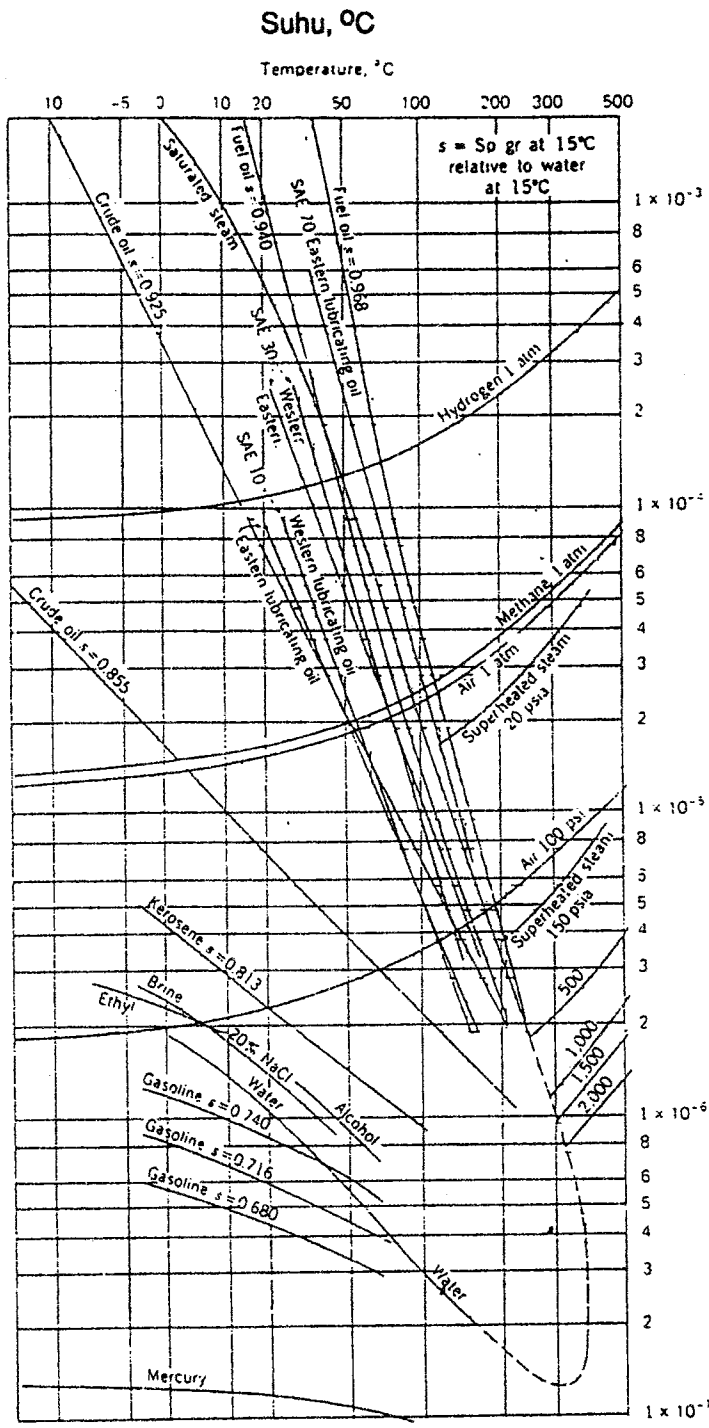 Suhu, ºC
Temperature, °C
10 -5 0 10 20 50 100 200 300 500
s = Sp gr at 15°C
relative to water
at 15°C
Fuel oil s=0.940
Saturated steam
SAE 70 Eastern lubricating oil
Fuel oil s=0.968
Crude oil s=0.925
1 × 10⁻³
8
6
5
4
3
2
SAE 30
Western
Eastern
Hydrogen 1 atm
SAE 10
Western lubricating oil
Eastern lubricating oil
1 × 10⁻⁴
8
6
5
4
3
2
Methane 1 atm
Air 1 atm
Superheated steam
20 psia
Crude oil s=0.855
1 × 10⁻⁵
8
6
5
4
3
2
Air 100 psi
Superheated steam
150 psia
500
1,000
1,500
2,000
Kerosene s=0.813
Brine
20% NaCl
Ethyl
Alcohol
Water
Gasoline s=0.740
Gasoline s=0.716
Gasoline s=0.680
1 × 10⁻⁶
8
6
5
4
3
2
Water
Mercury